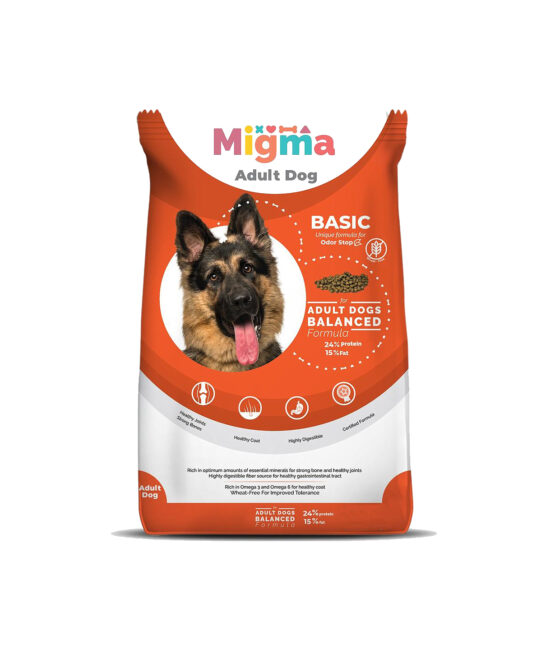 Migma
Adult Dog
BASIC
Unique formula for
Odor Stop
for
ADULT DOGS
BALANCED
Formula
24% Protein
15% Fat
Healthy Joints
Strong Bones
Healthy Coat
Highly Digestible
Certified Formula
Rich in optimum amounts of essential minerals for strong bone and healthy joints
Highly digestible fiber source for healthy gastrointestinal tract
Rich in Omega 3 and Omega 6 for healthy coat
Wheat-Free For Improved Tolerance
Adult
Dog
for
ADULT DOGS
BALANCED
Formula
24% protein
15% fat